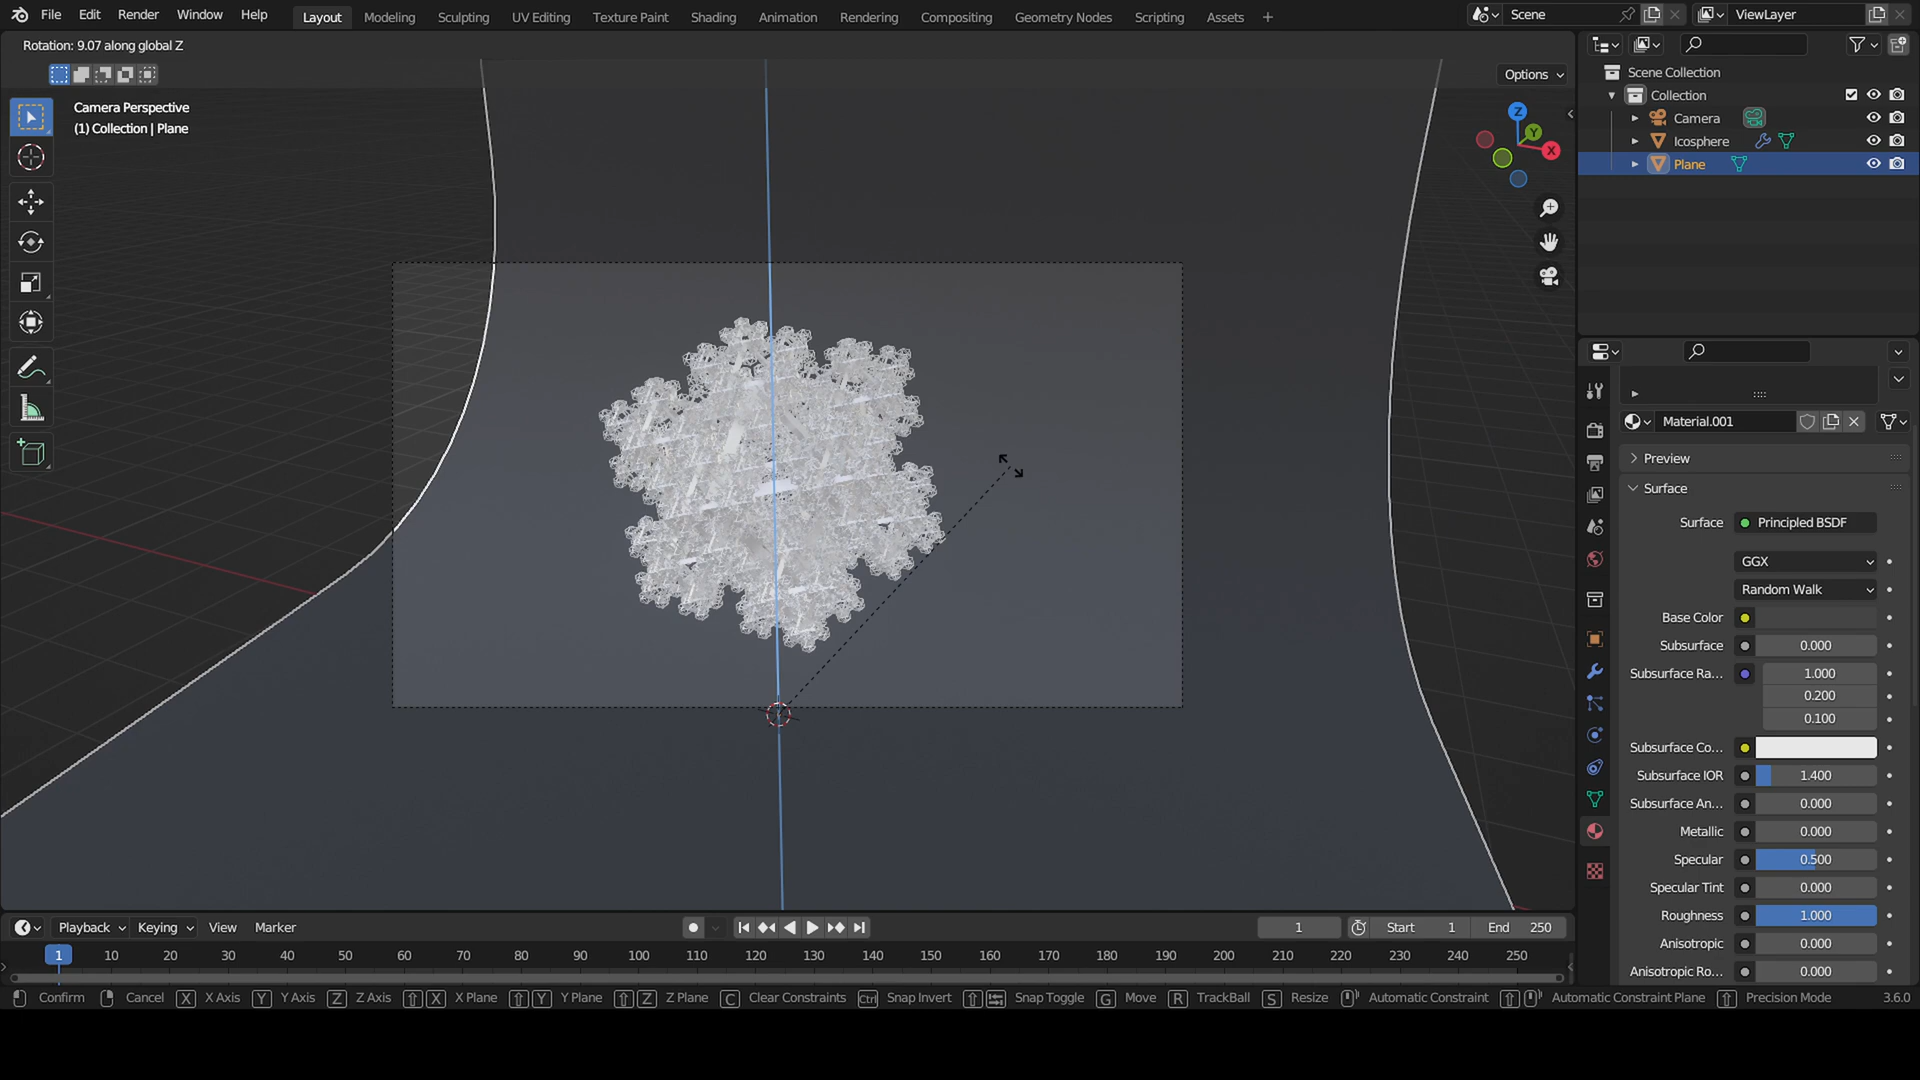 File Edit Render Window Help Layout Modeling Sculpting UV Editing Texture Paint Shading Animation Rendering Compositing Geometry Nodes Scripting Assets + Scene ViewLayer
Rotation: 9.07 along global Z
Options
Camera Perspective
(1) Collection | Plane
Z
Y
X
Scene Collection
Collection
Camera
Icosphere
Plane
Material.001
Preview
Surface
Surface Principled BSDF
GGX
Random Walk
Base Color
Subsurface 0.000
Subsurface Ra... 1.000
0.200
0.100
Subsurface Co...
Subsurface IOR 1.400
Subsurface An... 0.000
Metallic 0.000
Specular 0.500
Specular Tint 0.000
Roughness 1.000
Anisotropic 0.000
Anisotropic Ro... 0.000
Playback Keying View Marker 1 Start 1 End 250
1 10 20 30 40 50 60 70 80 90 100 110 120 130 140 150 160 170 180 190 200 210 220 230 240 250
Confirm Cancel X X Axis Y Y Axis Z Z Axis X X Plane Y Y Plane Z Z Plane C Clear Constraints Ctrl Snap Invert Snap Toggle G Move R TrackBall S Resize Automatic Constraint Automatic Constraint Plane Precision Mode 3.6.0